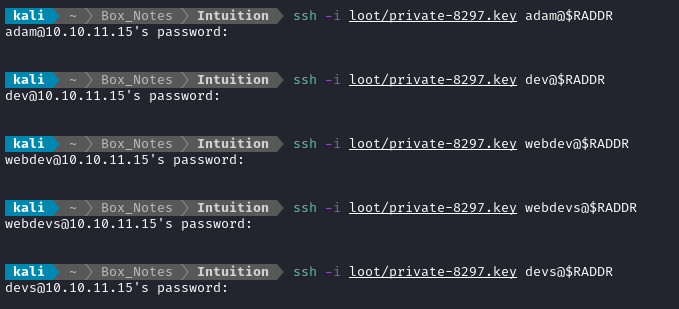 kali ~ Box_Notes Intuition ssh -i loot/private-8297.key adam@$RADDR
adam@10.10.11.15's password:
kali ~ Box_Notes Intuition ssh -i loot/private-8297.key dev@$RADDR
dev@10.10.11.15's password:
kali ~ Box_Notes Intuition ssh -i loot/private-8297.key webdev@$RADDR
webdev@10.10.11.15's password:
kali ~ Box_Notes Intuition ssh -i loot/private-8297.key webdevs@$RADDR
webdevs@10.10.11.15's password:
kali ~ Box_Notes Intuition ssh -i loot/private-8297.key devs@$RADDR
devs@10.10.11.15's password: